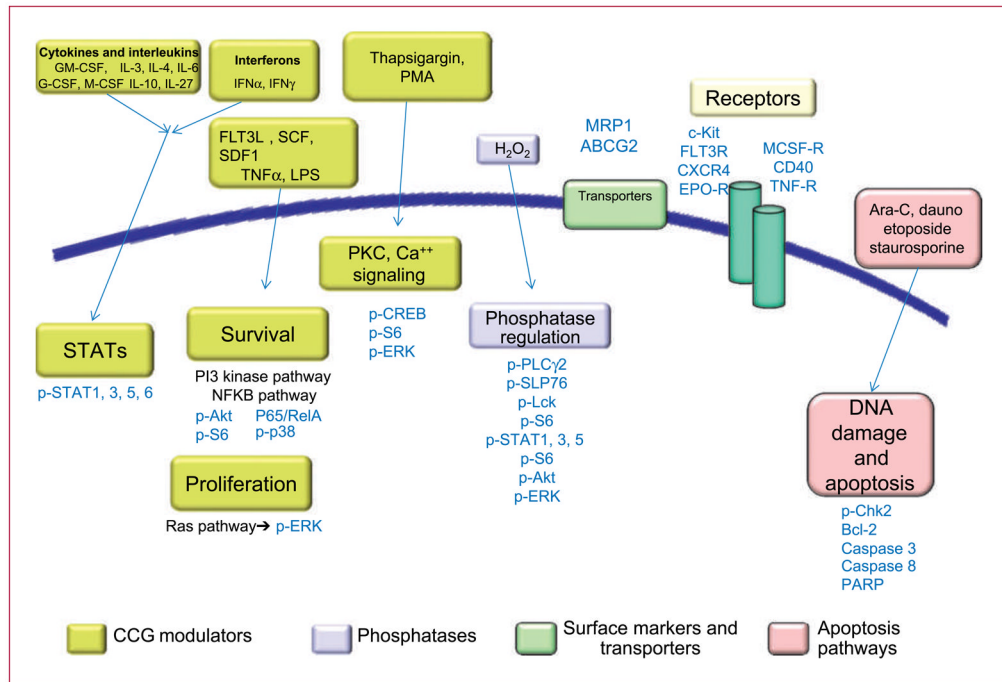 Cytokines and interleukins
GM-CSF, IL-3, IL-4, IL-6
G-CSF, M-CSF IL-10, IL-27
Interferons
IFNα, IFNγ
Thapsigargin,
PMA
FLT3L , SCF,
SDF1
TNFα, LPS
H₂O₂
MRP1
ABCG2
Transporters
Receptors
c-Kit
FLT3R
CXCR4
EPO-R
MCSF-R
CD40
TNF-R
Ara-C, dauno
etoposide
staurosporine
PKC, Ca⁺⁺
signaling
p-CREB
p-S6
p-ERK
STATs
p-STAT1, 3, 5, 6
Survival
PI3 kinase pathway
NFKB pathway
p-Akt P65/RelA
p-S6 p-p38
Proliferation
Ras pathway➔ p-ERK
Phosphatase
regulation
p-PLCγ2
p-SLP76
p-Lck
p-S6
p-STAT1, 3, 5
p-S6
p-Akt
p-ERK
DNA
damage
and
apoptosis
p-Chk2
Bcl-2
Caspase 3
Caspase 8
PARP
CCG modulators
Phosphatases
Surface markers and
transporters
Apoptosis
pathways